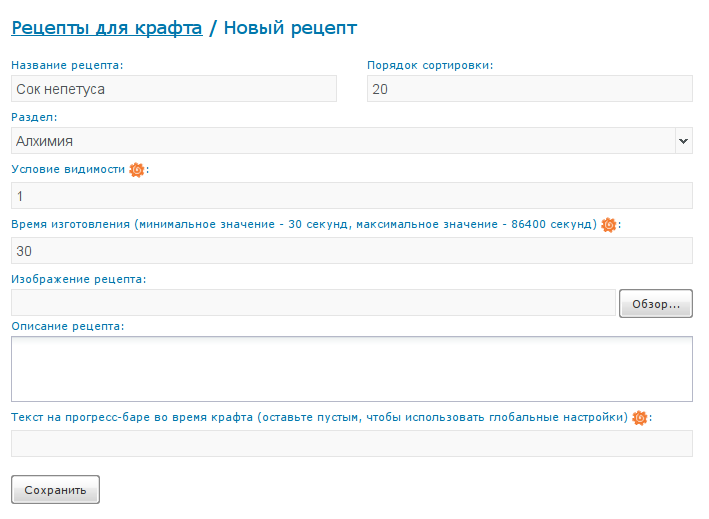 Рецепты для крафта / Новый рецепт
Название рецепта: Порядок сортировки:
Сок непетуса 20
Раздел:
Алхимия
Условие видимости :
1
Время изготовления (минимальное значение - 30 секунд, максимальное значение - 86400 секунд) :
30
Изображение рецепта:
Обзор...
Описание рецепта:
Текст на прогресс-баре во время крафта (оставьте пустым, чтобы использовать глобальные настройки) :
Сохранить